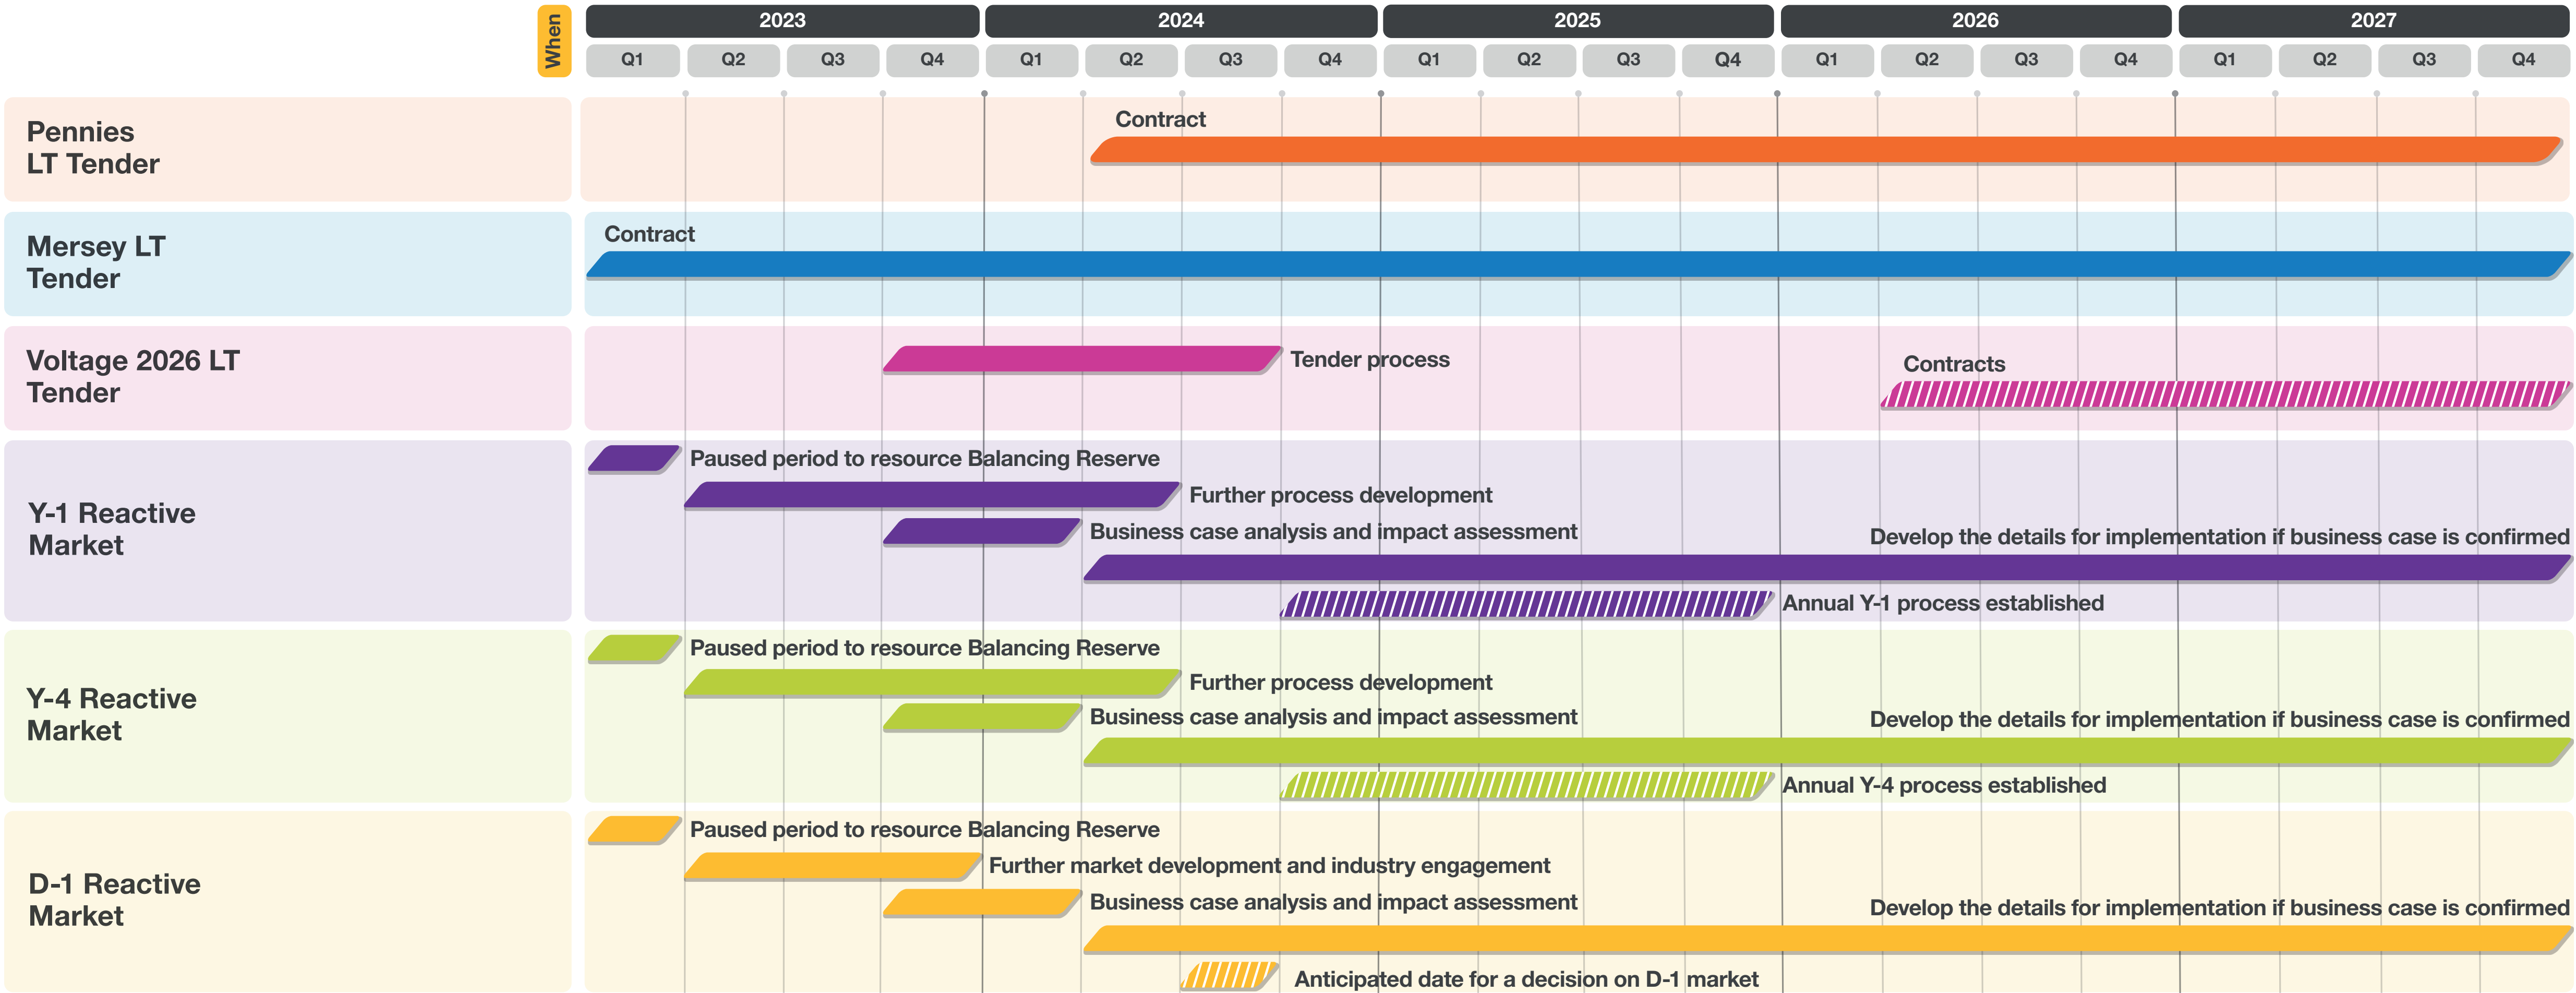 When
2023 2024 2025 2026 2027
Q1 Q2 Q3 Q4 Q1 Q2 Q3 Q4 Q1 Q2 Q3 Q4 Q1 Q2 Q3 Q4 Q1 Q2 Q3 Q4
Pennies
LT Tender
Contract
Mersey LT
Tender
Contract
Voltage 2026 LT
Tender
Tender process
Contracts
Y-1 Reactive
Market
Paused period to resource Balancing Reserve
Further process development
Business case analysis and impact assessment
Develop the details for implementation if business case is confirmed
Annual Y-1 process established
Y-4 Reactive
Market
Paused period to resource Balancing Reserve
Further process development
Business case analysis and impact assessment
Develop the details for implementation if business case is confirmed
Annual Y-4 process established
D-1 Reactive
Market
Paused period to resource Balancing Reserve
Further market development and industry engagement
Business case analysis and impact assessment
Develop the details for implementation if business case is confirmed
Anticipated date for a decision on D-1 market